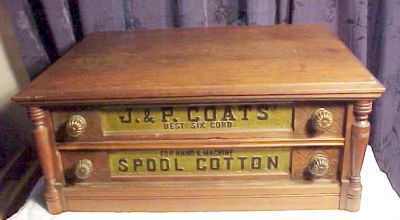 J. & P. COATS
BEST SIX CORD
FOR HAND & MACHINE
SPOOL COTTON